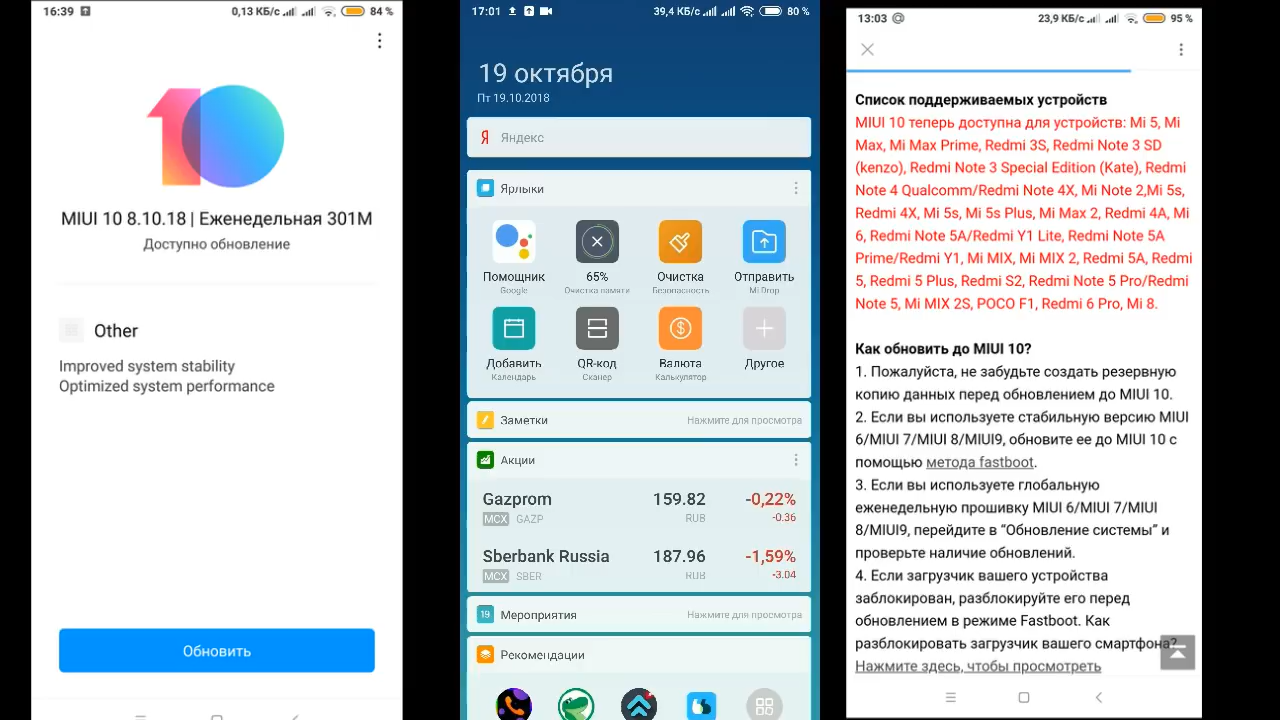 16:39 0,13 КБ/с 84 %
10
MIUI 10 8.10.18 | Еженедельная 301M
Доступно обновление
Other
Improved system stability
Optimized system performance
Обновить
17:01 39,4 КБ/с 80 %
19 октября
Пт 19.10.2018
Я Яндекс
Ярлыки
Помощник 65% Очистка Отправить
Google Очистка памяти Безопасность Mi Drop
Добавить QR-код Валюта Другое
Календарь Сканер Калькулятор
Заметки Нажмите для просмотра
Акции
Gazprom 159.82 -0,22%
MCX GAZP RUB -0.36
Sberbank Russia 187.96 -1,59%
MCX SBER RUB -3.04
19 Мероприятия Нажмите для просмотра
Рекомендации
13:03 @ 23,9 КБ/с 95 %
Список поддерживаемых устройств
MIUI 10 теперь доступна для устройств: Mi 5, Mi
Max, Mi Max Prime, Redmi 3S, Redmi Note 3 SD
(kenzo), Redmi Note 3 Special Edition (Kate), Redmi
Note 4 Qualcomm/Redmi Note 4X, Mi Note 2,Mi 5s,
Redmi 4X, Mi 5s, Mi 5s Plus, Mi Max 2, Redmi 4A, Mi
6, Redmi Note 5A/Redmi Y1 Lite, Redmi Note 5A
Prime/Redmi Y1, Mi MIX, Mi MIX 2, Redmi 5A, Redmi
5, Redmi 5 Plus, Redmi S2, Redmi Note 5 Pro/Redmi
Note 5, Mi MIX 2S, POCO F1, Redmi 6 Pro, Mi 8.
Как обновить до MIUI 10?
1. Пожалуйста, не забудьте создать резервную
копию данных перед обновлением до MIUI 10.
2. Если вы используете стабильную версию MIUI
6/MIUI 7/MIUI 8/MIUI9, обновите ее до MIUI 10 с
помощью метода fastboot.
3. Если вы используете глобальную
еженедельную прошивку MIUI 6/MIUI 7/MIUI
8/MIUI9, перейдите в “Обновление системы” и
проверьте наличие обновлений.
4. Если загрузчик вашего устройства
заблокирован, разблокируйте его перед
обновлением в режиме Fastboot. Как
разблокировать загрузчик вашего смартфона?
Нажмите здесь, чтобы просмотреть